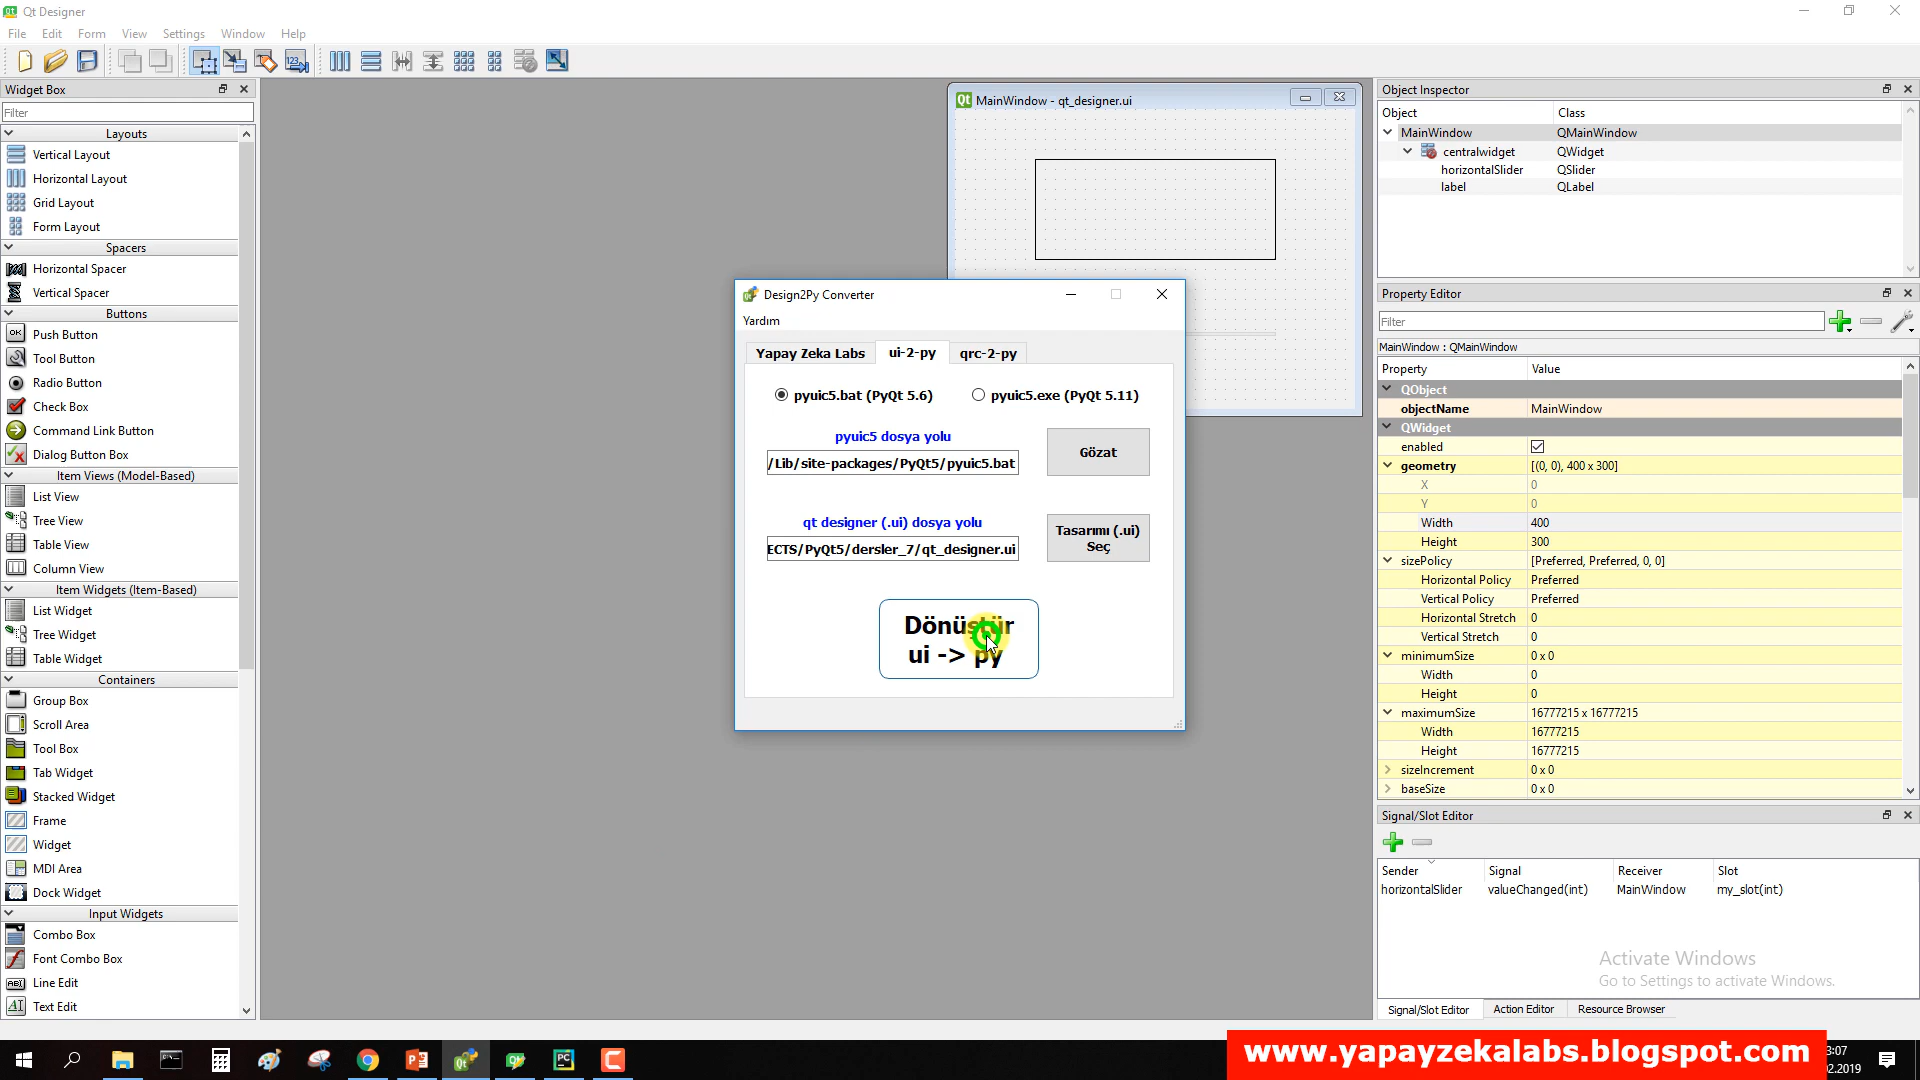 Qt Designer
File Edit Form View Settings Window Help
Widget Box
Filter
Layouts
Vertical Layout
Horizontal Layout
Grid Layout
Form Layout
Spacers
Horizontal Spacer
Vertical Spacer
Buttons
Push Button
Tool Button
Radio Button
Check Box
Command Link Button
Dialog Button Box
Item Views (Model-Based)
List View
Tree View
Table View
Column View
Item Widgets (Item-Based)
List Widget
Tree Widget
Table Widget
Containers
Group Box
Scroll Area
Tool Box
Tab Widget
Stacked Widget
Frame
Widget
MDI Area
Dock Widget
Input Widgets
Combo Box
Font Combo Box
Line Edit
Text Edit
MainWindow - qt_designer.ui
Design2Py Converter
Yardım
Yapay Zeka Labs ui-2-py qrc-2-py
pyuic5.bat (PyQt 5.6) pyuic5.exe (PyQt 5.11)
pyuic5 dosya yolu
/Lib/site-packages/PyQt5/pyuic5.bat
Gözat
qt designer (.ui) dosya yolu
ECTS/PyQt5/dersler_7/qt_designer.ui
Tasarımı (.ui)
Seç
Dönüştür
ui -> py
Object Inspector
Object Class
MainWindow QMainWindow
centralwidget QWidget
horizontalSlider QSlider
label QLabel
Property Editor
Filter
MainWindow : QMainWindow
Property Value
QObject
objectName MainWindow
QWidget
enabled
geometry [(0, 0), 400 x 300]
X 0
Y 0
Width 400
Height 300
sizePolicy [Preferred, Preferred, 0, 0]
Horizontal Policy Preferred
Vertical Policy Preferred
Horizontal Stretch 0
Vertical Stretch 0
minimumSize 0 x 0
Width 0
Height 0
maximumSize 16777215 x 16777215
Width 16777215
Height 16777215
sizeIncrement 0 x 0
baseSize 0 x 0
Signal/Slot Editor
Sender Signal Receiver Slot
horizontalSlider valueChanged(int) MainWindow my_slot(int)
Activate Windows
Go to Settings to activate Windows.
Signal/Slot Editor Action Editor Resource Browser
www.yapayzekalabs.blogspot.com
3:07
02.2019